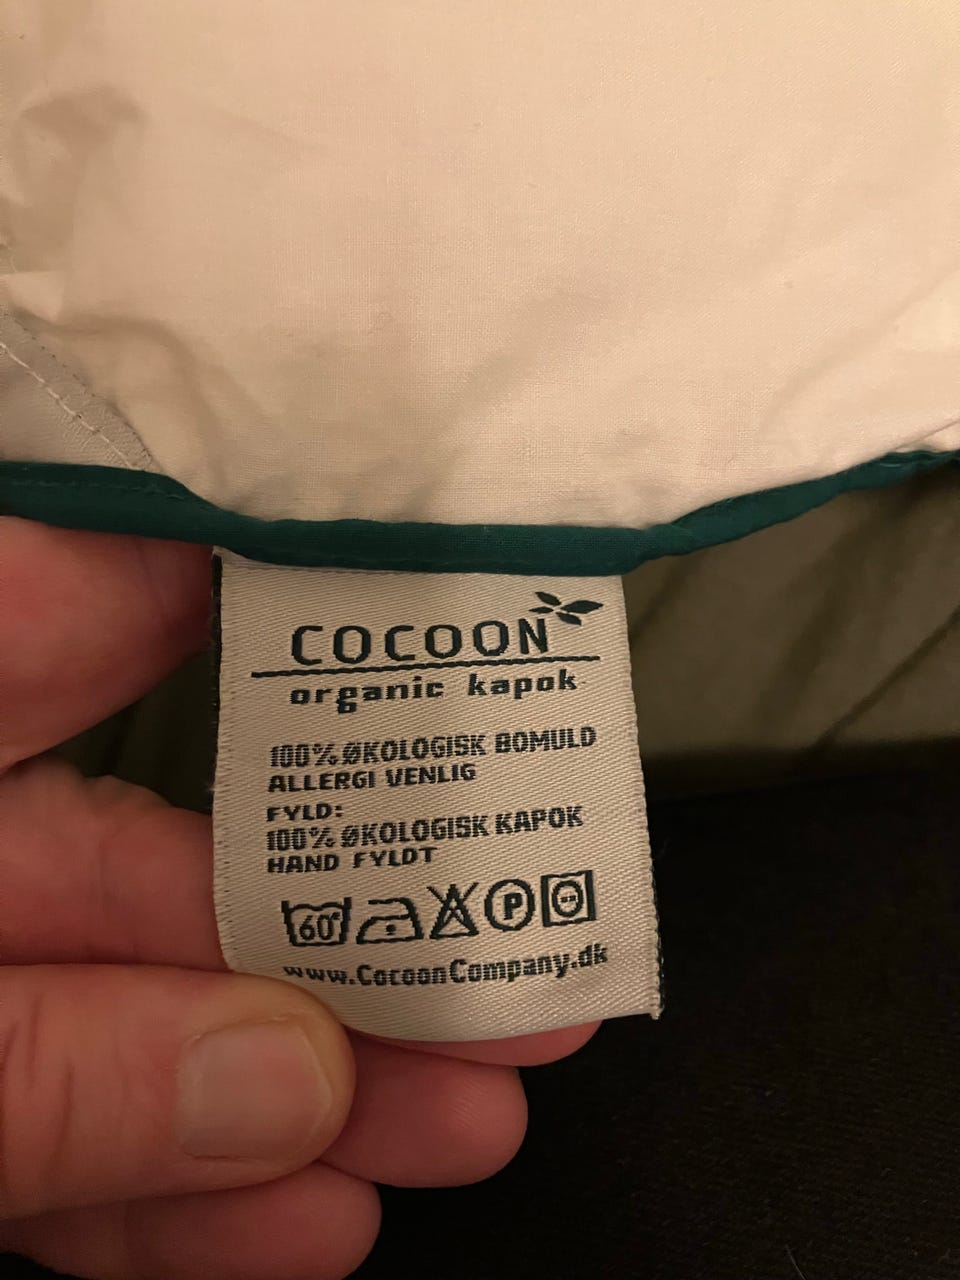 COCOON
organic kapok
100% ØKOLOGISK BOMULD
ALLERGI VENLIG
FYLD:
100% ØKOLOGISK KAPOK
HAND FYLDT
60° P
www.CocoonCompany.dk